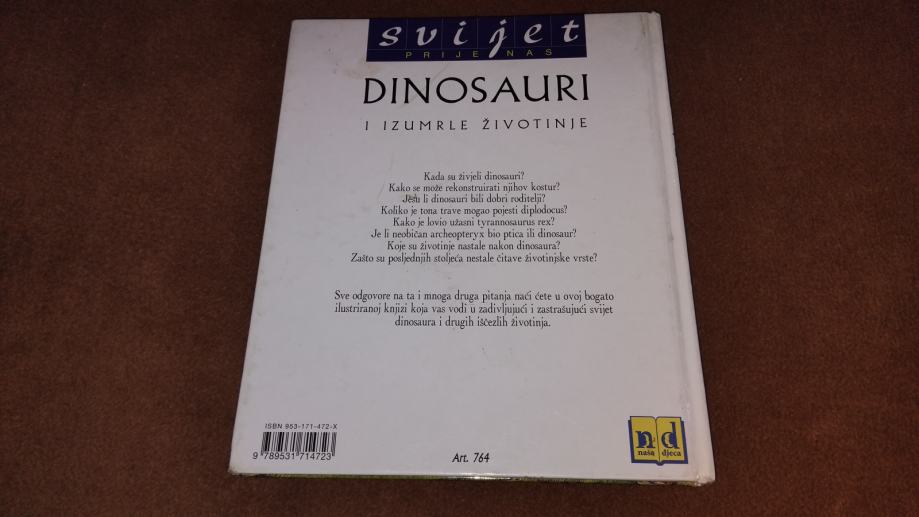 svijet
PRIJE NAS
DINOSAURI
I IZUMRLE ŽIVOTINJE
Kada su živjeli dinosauri?
Kako se može rekonstruirati njihov kostur?
Jesu li dinosauri bili dobri roditelji?
Koliko je tona trave mogao pojesti diplodocus?
Kako je lovio užasni tyrannosaurus rex?
Je li neobičan archeopteryx bio ptica ili dinosaur?
Koje su životinje nastale nakon dinosaura?
Zašto su posljednjih stoljeća nestale čitave životinjske vrste?
Sve odgovore na ta i mnoga druga pitanja naći ćete u ovoj bogato
ilustriranoj knjizi koja vas vodi u zadivljujući i zastrašujući svijet
dinosaura i drugih iščezlih životinja.
ISBN 953-171-472-X
9 789531 714723
Art. 764
nd
naša djeca